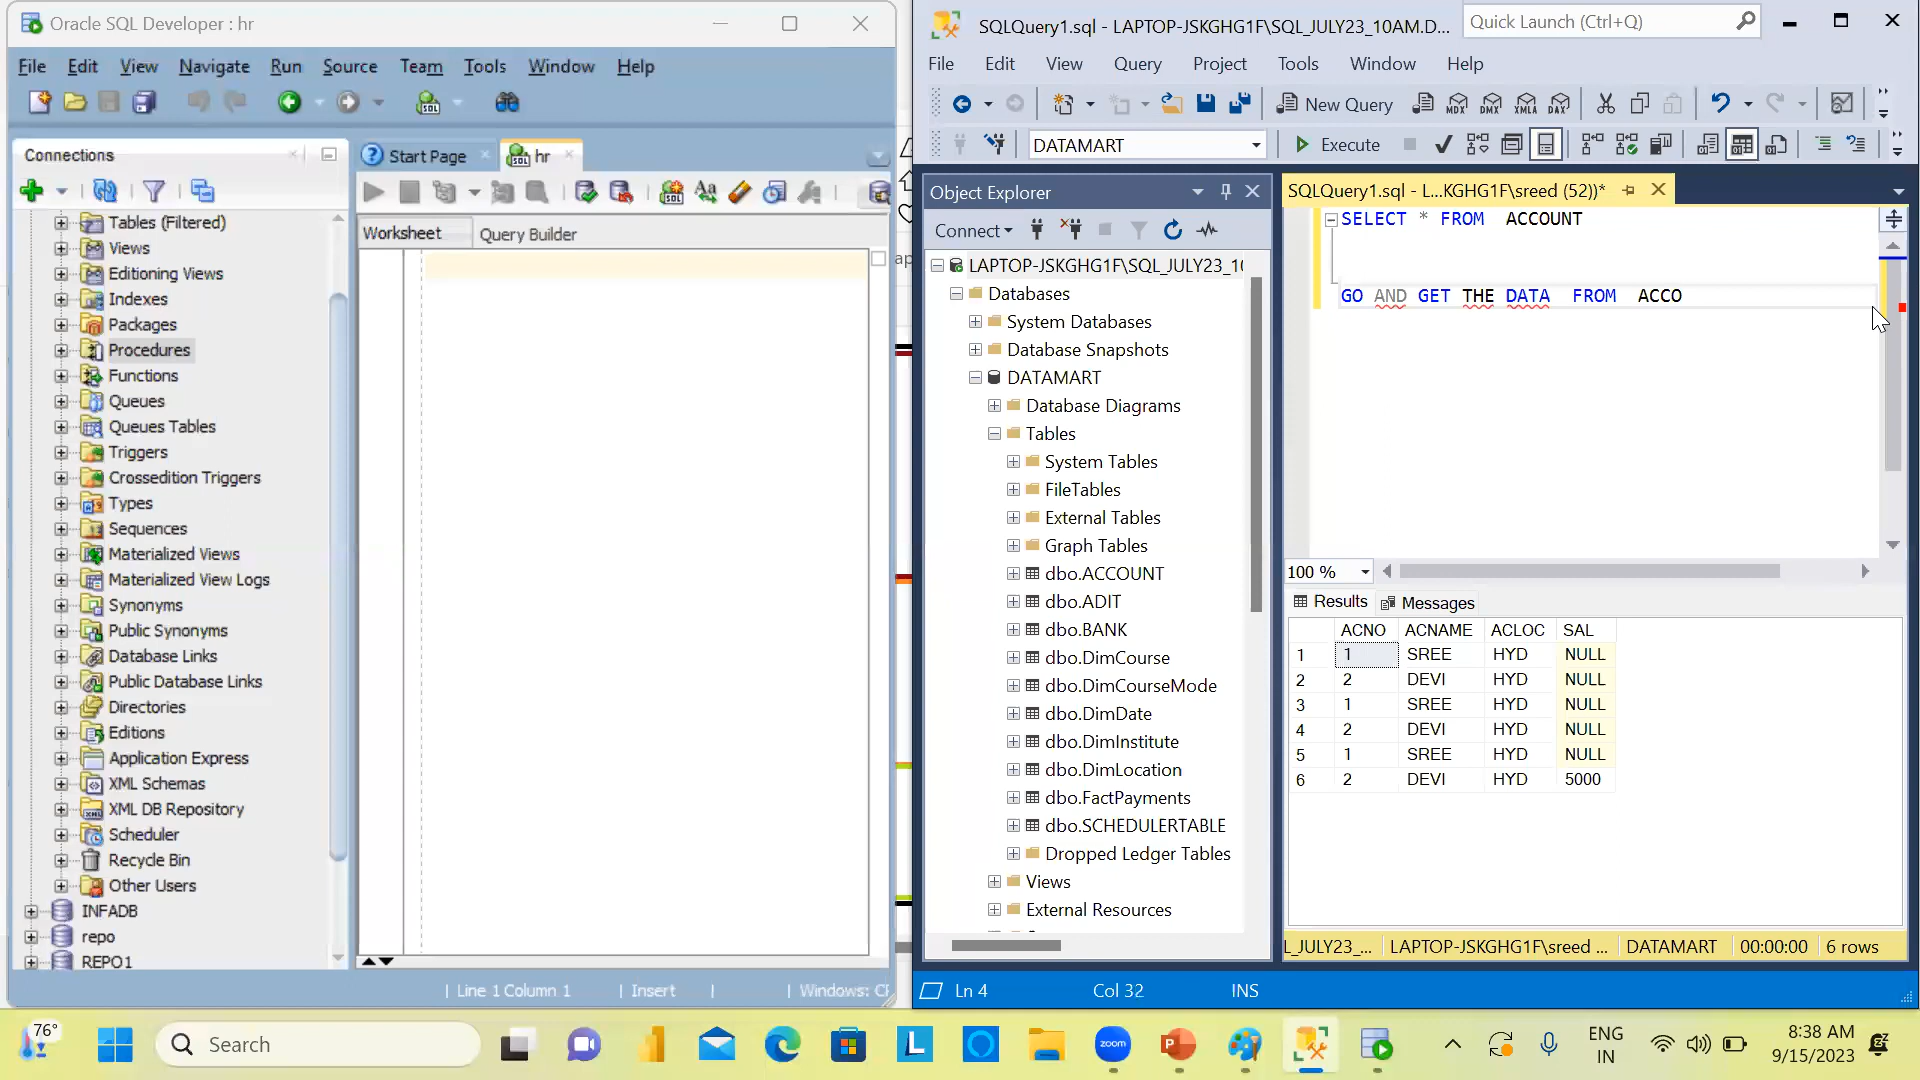 Oracle SQL Developer : hr
File Edit View Navigate Run Source Team Tools Window Help
Connections
Tables (Filtered)
Views
Editioning Views
Indexes
Packages
Procedures
Functions
Queues
Queues Tables
Triggers
Crossedition Triggers
Types
Sequences
Materialized Views
Materialized View Logs
Synonyms
Public Synonyms
Database Links
Public Database Links
Directories
Editions
Application Express
XML Schemas
XML DB Repository
Scheduler
Recycle Bin
Other Users
INFADB
repo
REPO1
Start Page
hr
Worksheet
Query Builder
Line 1 Column 1
Insert
Windows: CF
SQLQuery1.sql - LAPTOP-JSKGHG1F\SQL_JULY23_10AM.D...
Quick Launch (Ctrl+Q)
File Edit View Query Project Tools Window Help
New Query
MDX DMX XMLA DAX
DATAMART
Execute
Object Explorer
Connect
LAPTOP-JSKGHG1F\SQL_JULY23_10
Databases
System Databases
Database Snapshots
DATAMART
Database Diagrams
Tables
System Tables
FileTables
External Tables
Graph Tables
dbo.ACCOUNT
dbo.ADIT
dbo.BANK
dbo.DimCourse
dbo.DimCourseMode
dbo.DimDate
dbo.DimInstitute
dbo.DimLocation
dbo.FactPayments
dbo.SCHEDULERTABLE
Dropped Ledger Tables
Views
External Resources
SQLQuery1.sql - L...KGHG1F\sreed (52))*
SELECT * FROM ACCOUNT
GO AND GET THE DATA FROM ACCO
100 %
Results
Messages
ACNO ACNAME ACLOC SAL
1 1 SREE HYD NULL
2 2 DEVI HYD NULL
3 1 SREE HYD NULL
4 2 DEVI HYD NULL
5 1 SREE HYD NULL
6 2 DEVI HYD 5000
L_JULY23_... LAPTOP-JSKGHG1F\sreed ... DATAMART 00:00:00 6 rows
Ln 4 Col 32 INS
76°
Search
zoom
ENG
IN
8:38 AM
9/15/2023